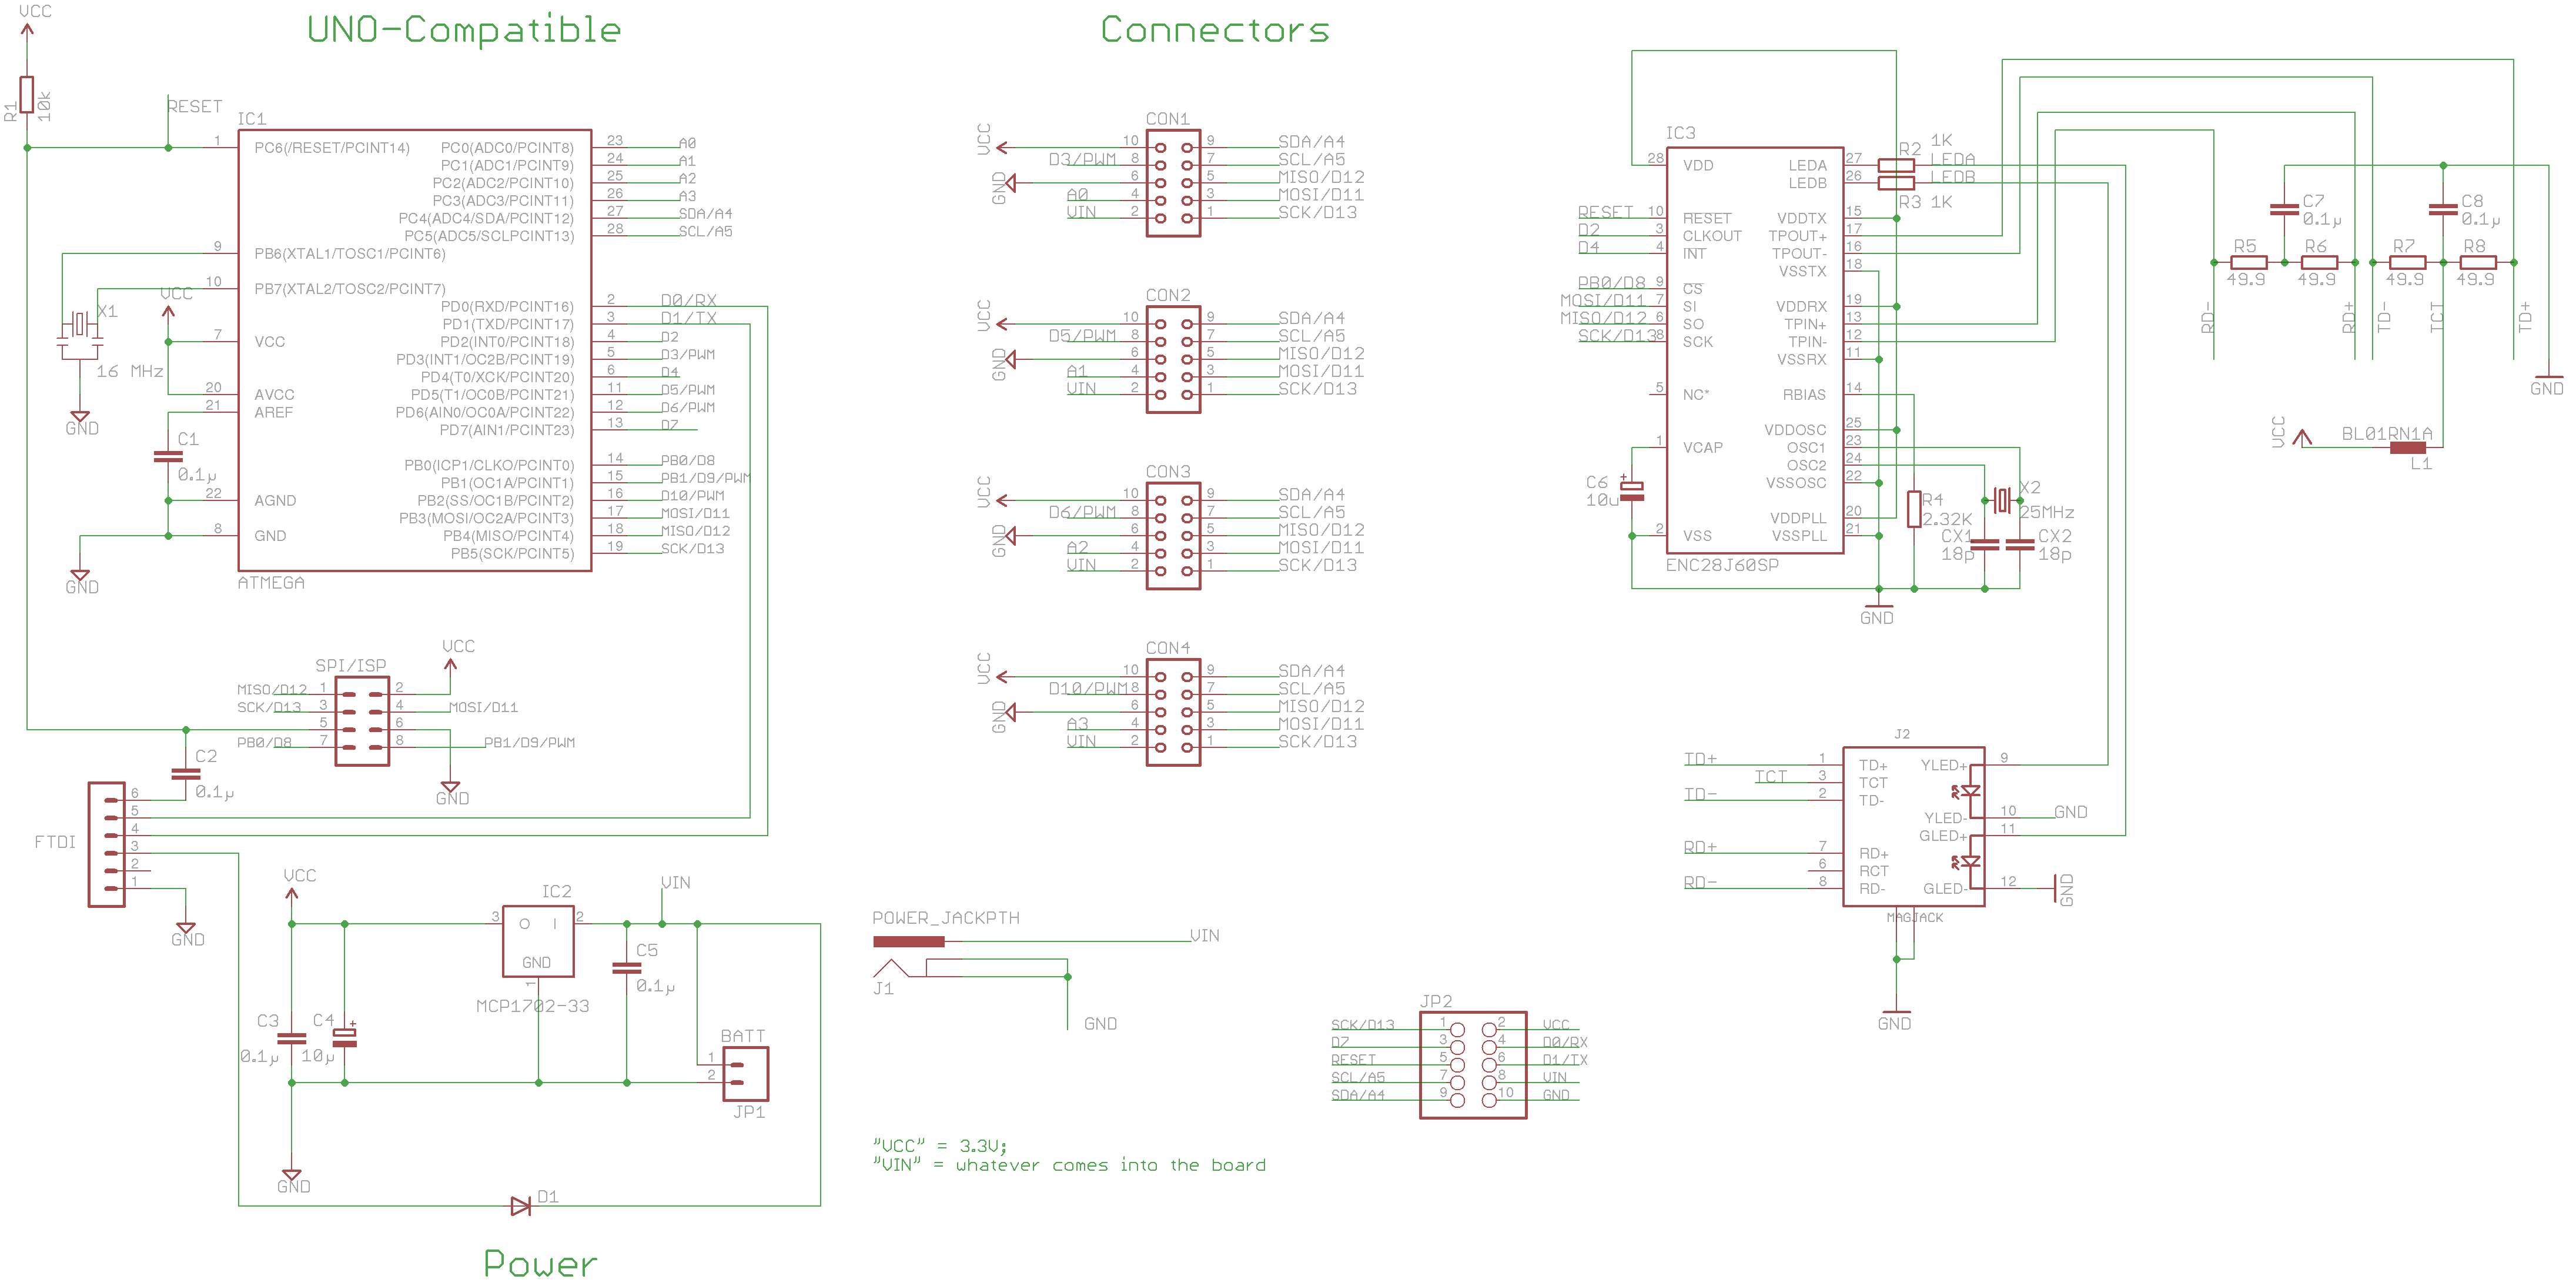 UNO-Compatible
VCC
R1
10k
RESET
IC1
1
PC6(/RESET/PCINT14)
9
PB6(XTAL1/TOSC1/PCINT6)
10
PB7(XTAL2/TOSC2/PCINT7)
VCC
X1
16 MHz
GND
7
VCC
20
AVCC
21
AREF
C1
0.1µ
22
AGND
8
GND
GND
ATMEGA
PC0(ADC0/PCINT8) 23 A0
PC1(ADC1/PCINT9) 24 A1
PC2(ADC2/PCINT10) 25 A2
PC3(ADC3/PCINT11) 26 A3
PC4(ADC4/SDA/PCINT12) 27 SDA/A4
PC5(ADC5/SCLPCINT13) 28 SCL/A5
PD0(RXD/PCINT16) 2 D0/RX
PD1(TXD/PCINT17) 3 D1/TX
PD2(INT0/PCINT18) 4 D2
PD3(INT1/OC2B/PCINT19) 5 D3/PWM
PD4(T0/XCK/PCINT20) 6 D4
PD5(T1/OC0B/PCINT21) 11 D5/PWM
PD6(AIN0/OC0A/PCINT22) 12 D6/PWM
PD7(AIN1/PCINT23) 13 D7
PB0(ICP1/CLKO/PCINT0) 14 PB0/D8
PB1(OC1A/PCINT1) 15 PB1/D9/PWM
PB2(SS/OC1B/PCINT2) 16 D10/PWM
PB3(MOSI/OC2A/PCINT3) 17 MOSI/D11
PB4(MISO/PCINT4) 18 MISO/D12
PB5(SCK/PCINT5) 19 SCK/D13
SPI/ISP
VCC
MISO/D12 1 2
SCK/D13 3 4 MOSI/D11
5 6
PB0/D8 7 8 PB1/D9/PWM
GND
C2
0.1µ
FTDI
6
5
4
3
2
1
GND
VCC
IC2
VIN
3 O I 2
GND
1
MCP1702-33
C5
0.1µ
C3
0.1µ
C4
+
10µ
BATT
1
2
JP1
GND
D1
Power
Connectors
CON1
VCC 10 9 SDA/A4
D3/PWM 8 7 SCL/A5
GND 6 5 MISO/D12
A0 4 3 MOSI/D11
VIN 2 1 SCK/D13
CON2
VCC 10 9 SDA/A4
D5/PWM 8 7 SCL/A5
GND 6 5 MISO/D12
A1 4 3 MOSI/D11
VIN 2 1 SCK/D13
CON3
VCC 10 9 SDA/A4
D6/PWM 8 7 SCL/A5
GND 6 5 MISO/D12
A2 4 3 MOSI/D11
VIN 2 1 SCK/D13
CON4
VCC 10 9 SDA/A4
D10/PWM 8 7 SCL/A5
GND 6 5 MISO/D12
A3 4 3 MOSI/D11
VIN 2 1 SCK/D13
POWER_JACKPTH
VIN
J1
GND
"VCC" = 3.3V;
"VIN" = whatever comes into the board
JP2
SCK/D13 1 2 VCC
D7 3 4 D0/RX
RESET 5 6 D1/TX
SCL/A5 7 8 VIN
SDA/A4 9 10 GND
IC3
28 VDD
RESET 10 RESET
D2 3 CLKOUT
D4 4 INT
PB0/D8 9 CS
MOSI/D11 7 SI
MISO/D12 6 SO
SCK/D13 8 SCK
5 NC*
1 VCAP
C6
+
10u
2 VSS
ENC28J60SP
LEDA 27 R2 1K LEDA
LEDB 26 R3 1K LEDB
VDDTX 15
TPOUT+ 17
TPOUT- 16
VSSTX 18
VDDRX 19
TPIN+ 13
TPIN- 12
VSSRX 11
RBIAS 14
VDDOSC 25
OSC1 23
OSC2 24
VSSOSC 22
VDDPLL 20
VSSPLL 21
R4
2.32K
X2
25MHz
CX1
18p
CX2
18p
GND
C7
0.1µ
C8
0.1µ
R5
49.9
R6
49.9
R7
49.9
R8
49.9
RD-
RD+
TD-
TCT
TD+
GND
VCC
BL01RN1A
L1
J2
TD+ 1 TD+
TCT 3 TCT
TD- 2 TD-
RD+ 7 RD+
6 RCT
RD- 8 RD-
YLED+ 9
YLED- 10 GND
GLED+ 11
GLED- 12 GND
MAGJACK
GND